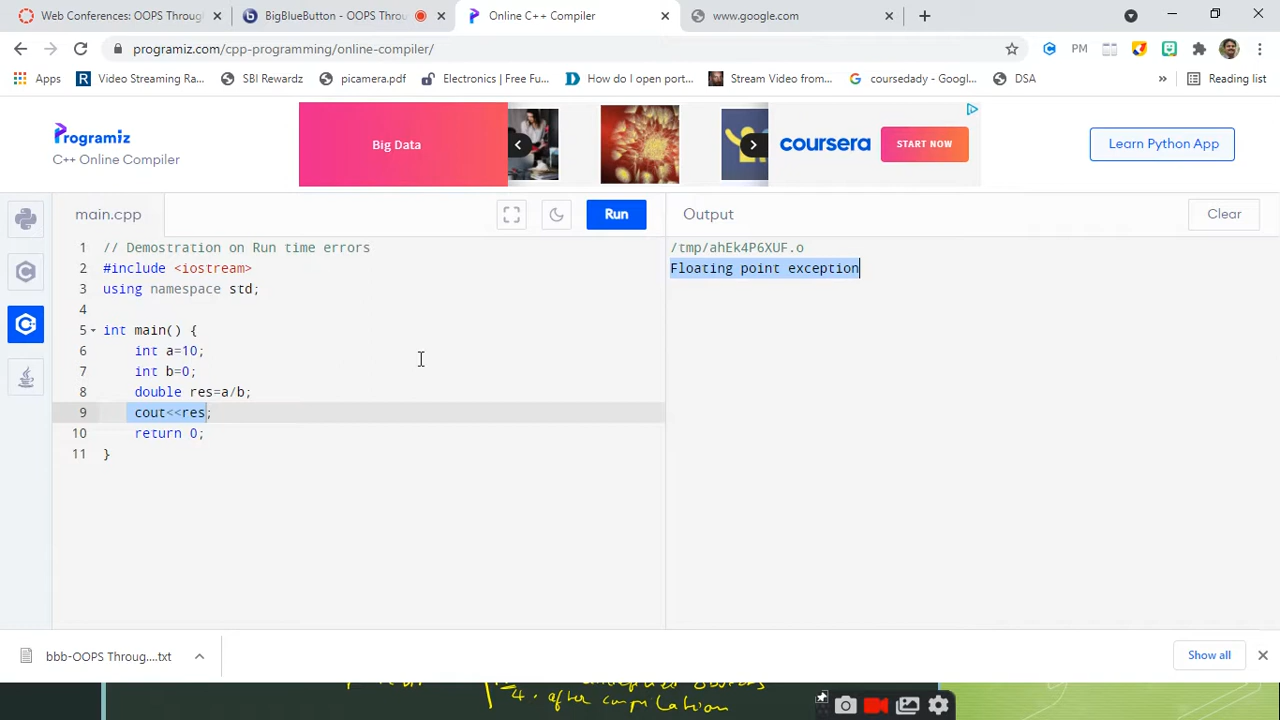 Web Conferences: OOPS Throug
BigBlueButton - OOPS Throu
Online C++ Compiler
www.google.com
programiz.com/cpp-programming/online-compiler/
PM
Apps
Video Streaming Ra...
SBI Rewardz
picamera.pdf
Electronics | Free Fu...
How do I open port...
Stream Video from...
coursedady - Googl...
DSA
»
Reading list
Programiz
C++ Online Compiler
Big Data
coursera
START NOW
Learn Python App
main.cpp
Run
Output
Clear
1 // Demostration on Run time errors
2 #include <iostream>
3 using namespace std;
4
5 int main() {
6 int a=10;
7 int b=0;
8 double res=a/b;
9 cout<<res;
10 return 0;
11 }
/tmp/ahEk4P6XUF.o
Floating point exception
bbb-OOPS Throug....txt
Show all
4. after compilation